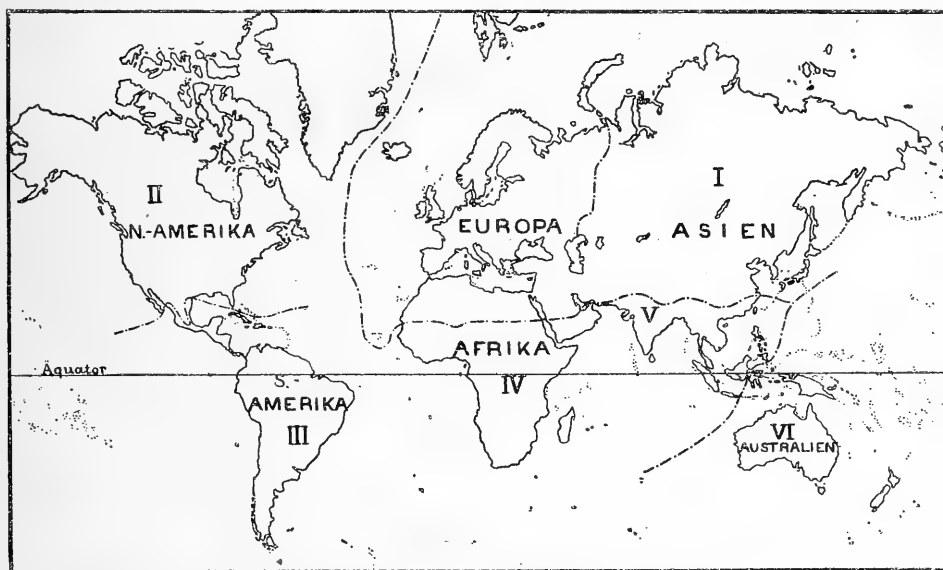 II
N.-AMERIKA
EUROPA
I
ASIEN
V
AFRIKA
IV
Äquator
S.
AMERIKA
III
VI
AUSTRALIEN